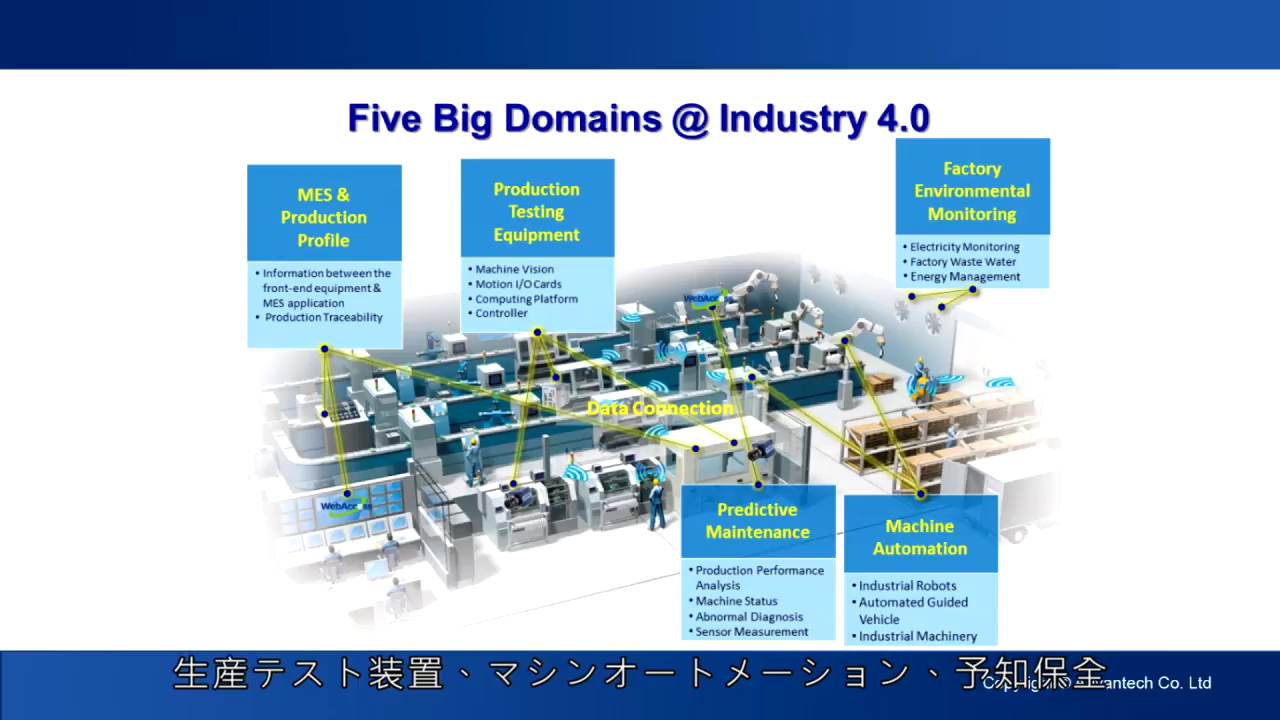 Five Big Domains @ Industry 4.0
MES &
Production
Profile
• Information between the
front-end equipment &
MES application
• Production Traceability
Production
Testing
Equipment
• Machine Vision
• Motion I/O Cards
• Computing Platform
• Controller
Factory
Environmental
Monitoring
• Electricity Monitoring
• Factory Waste Water
• Energy Management
WebAccess
Data Connection
WebAccess
Predictive
Maintenance
• Production Performance
Analysis
• Machine Status
• Abnormal Diagnosis
• Sensor Measurement
Machine
Automation
• Industrial Robots
• Automated Guided
Vehicle
• Industrial Machinery
生産テスト装置、マシンオートメーション、予知保全
Co., Ltd